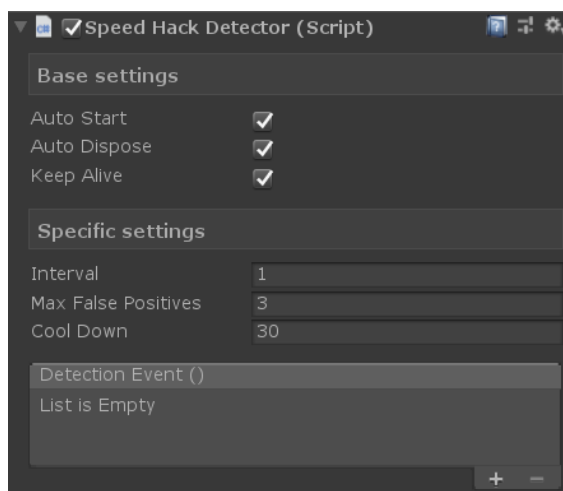 Speed Hack Detector (Script)
Base settings
Auto Start
Auto Dispose
Keep Alive
Specific settings
Interval 1
Max False Positives 3
Cool Down 30
Detection Event ()
List is Empty